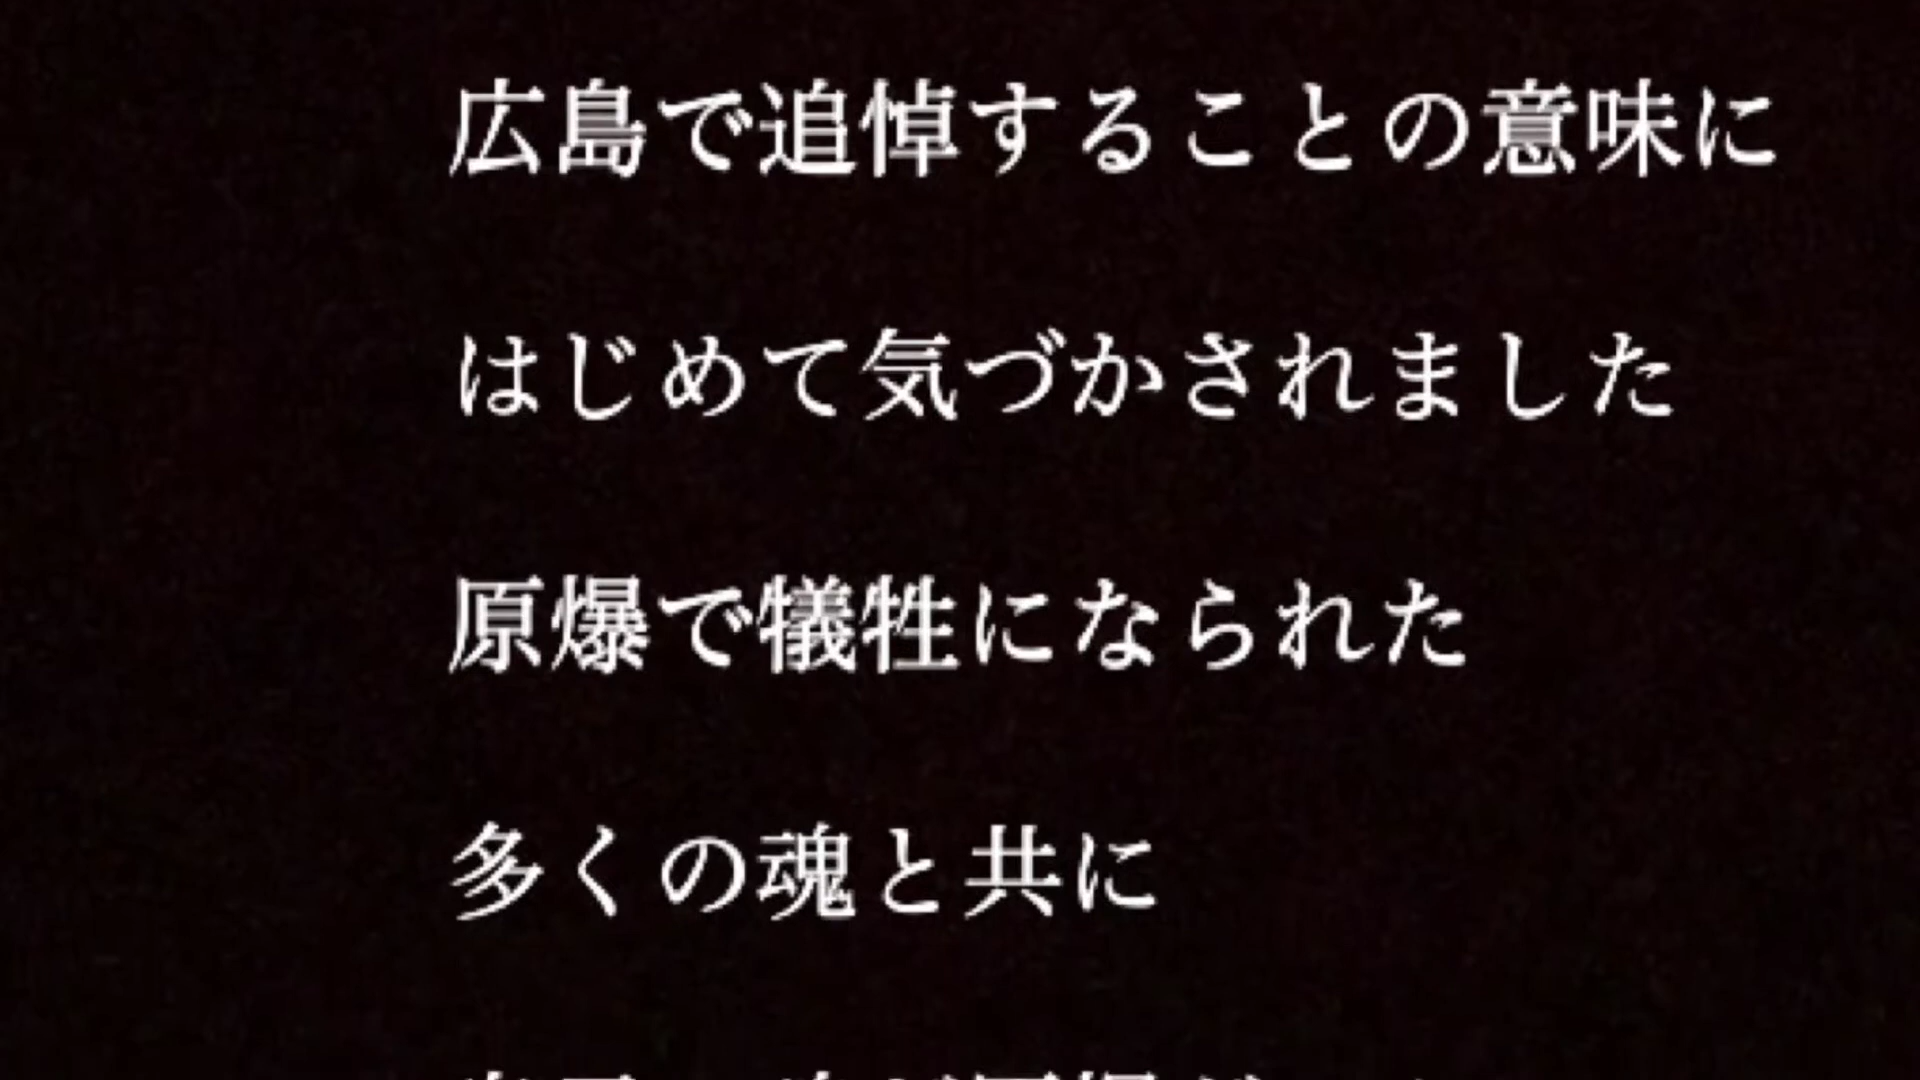 広島で追悼することの意味に
はじめて気づかされました
原爆で犠牲になられた
多くの魂と共に